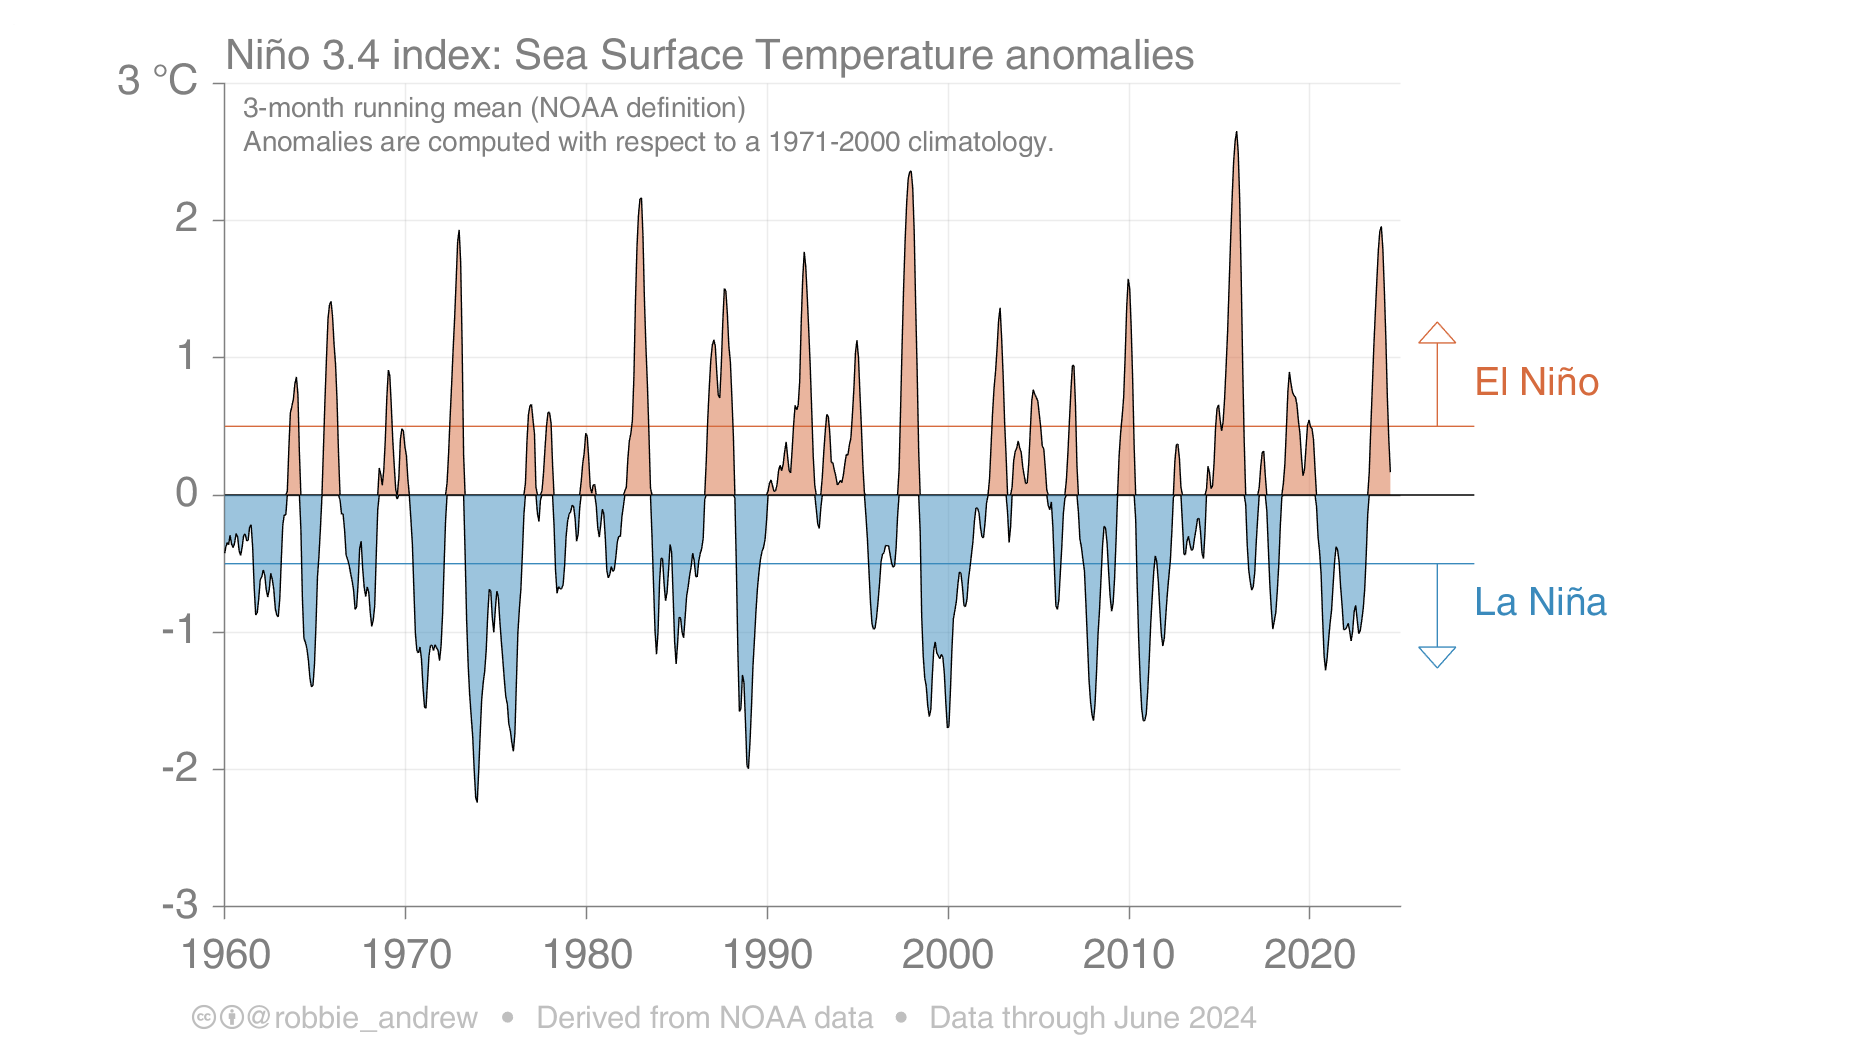 Niño 3.4 index: Sea Surface Temperature anomalies
3 °C
3-month running mean (NOAA definition)
Anomalies are computed with respect to a 1971-2000 climatology.
2
1
El Niño
0
La Niña
-1
-2
-3
1960 1970 1980 1990 2000 2010 2020
cc @robbie_andrew • Derived from NOAA data • Data through June 2024